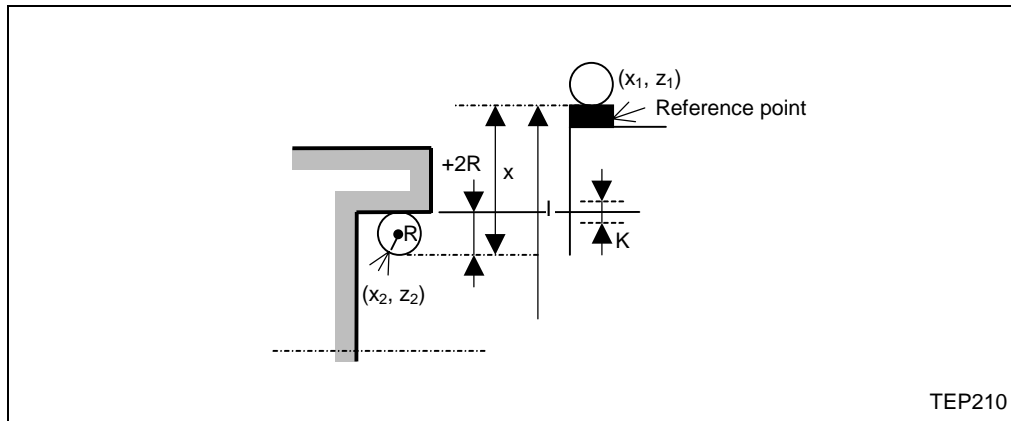 (x₁, z₁)
Reference point
+2R
x
l
K
R
(x₂, z₂)
TEP210